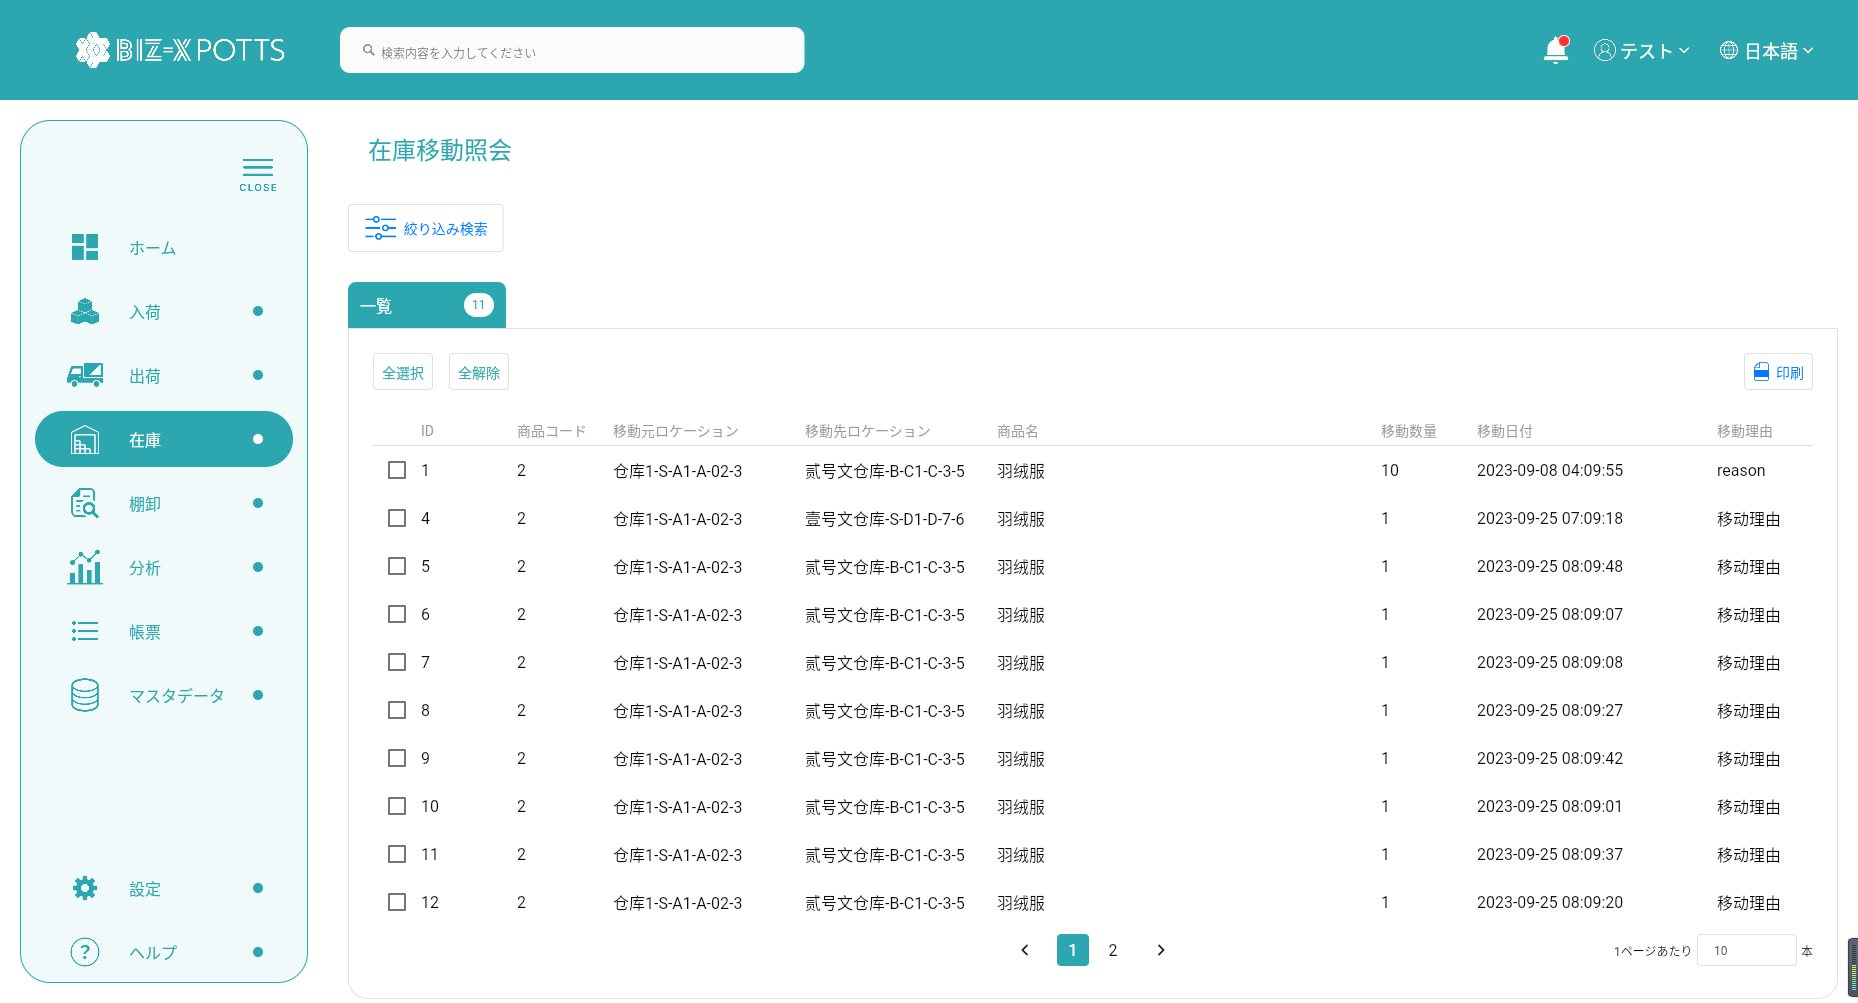 BIZ=X POTTS
検索内容を入力してください
テスト
日本語
CLOSE
ホーム
入荷
出荷
在庫
棚卸
分析
帳票
マスタデータ
設定
ヘルプ
在庫移動照会
絞り込み検索
一覧 11
全選択 全解除 印刷
ID 商品コード 移動元ロケーション 移動先ロケーション 商品名 移動数量 移動日付 移動理由
1 2 仓库1-S-A1-A-02-3 贰号文仓库-B-C1-C-3-5 羽绒服 10 2023-09-08 04:09:55 reason
4 2 仓库1-S-A1-A-02-3 壹号文仓库-S-D1-D-7-6 羽绒服 1 2023-09-25 07:09:18 移动理由
5 2 仓库1-S-A1-A-02-3 贰号文仓库-B-C1-C-3-5 羽绒服 1 2023-09-25 08:09:48 移动理由
6 2 仓库1-S-A1-A-02-3 贰号文仓库-B-C1-C-3-5 羽绒服 1 2023-09-25 08:09:07 移动理由
7 2 仓库1-S-A1-A-02-3 贰号文仓库-B-C1-C-3-5 羽绒服 1 2023-09-25 08:09:08 移动理由
8 2 仓库1-S-A1-A-02-3 贰号文仓库-B-C1-C-3-5 羽绒服 1 2023-09-25 08:09:27 移动理由
9 2 仓库1-S-A1-A-02-3 贰号文仓库-B-C1-C-3-5 羽绒服 1 2023-09-25 08:09:42 移动理由
10 2 仓库1-S-A1-A-02-3 贰号文仓库-B-C1-C-3-5 羽绒服 1 2023-09-25 08:09:01 移动理由
11 2 仓库1-S-A1-A-02-3 贰号文仓库-B-C1-C-3-5 羽绒服 1 2023-09-25 08:09:37 移动理由
12 2 仓库1-S-A1-A-02-3 贰号文仓库-B-C1-C-3-5 羽绒服 1 2023-09-25 08:09:20 移动理由
1 2 1ページあたり 10 本